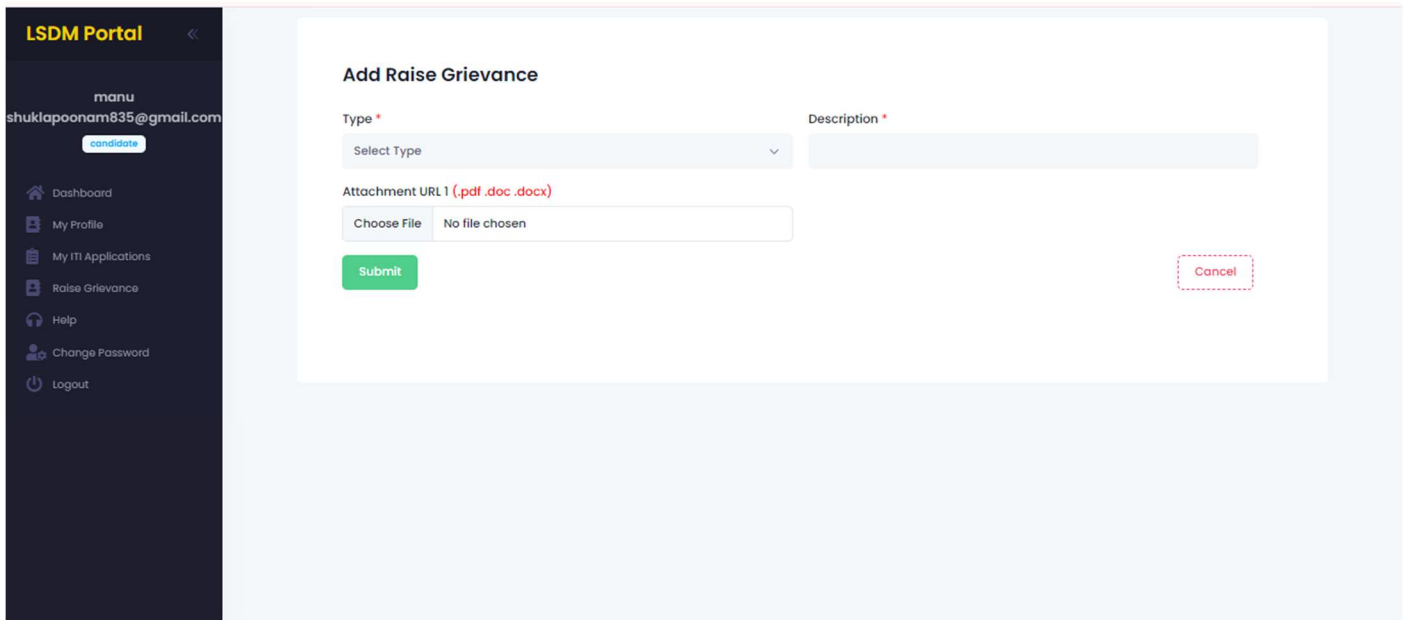 LSDM Portal
manu
shuklapoonam835@gmail.com
candidate
Dashboard
My Profile
My ITI Applications
Raise Grievance
Help
Change Password
Logout
Add Raise Grievance
Type *
Select Type
Description *
Attachment URL 1 (.pdf .doc .docx)
Choose File No file chosen
Submit
Cancel